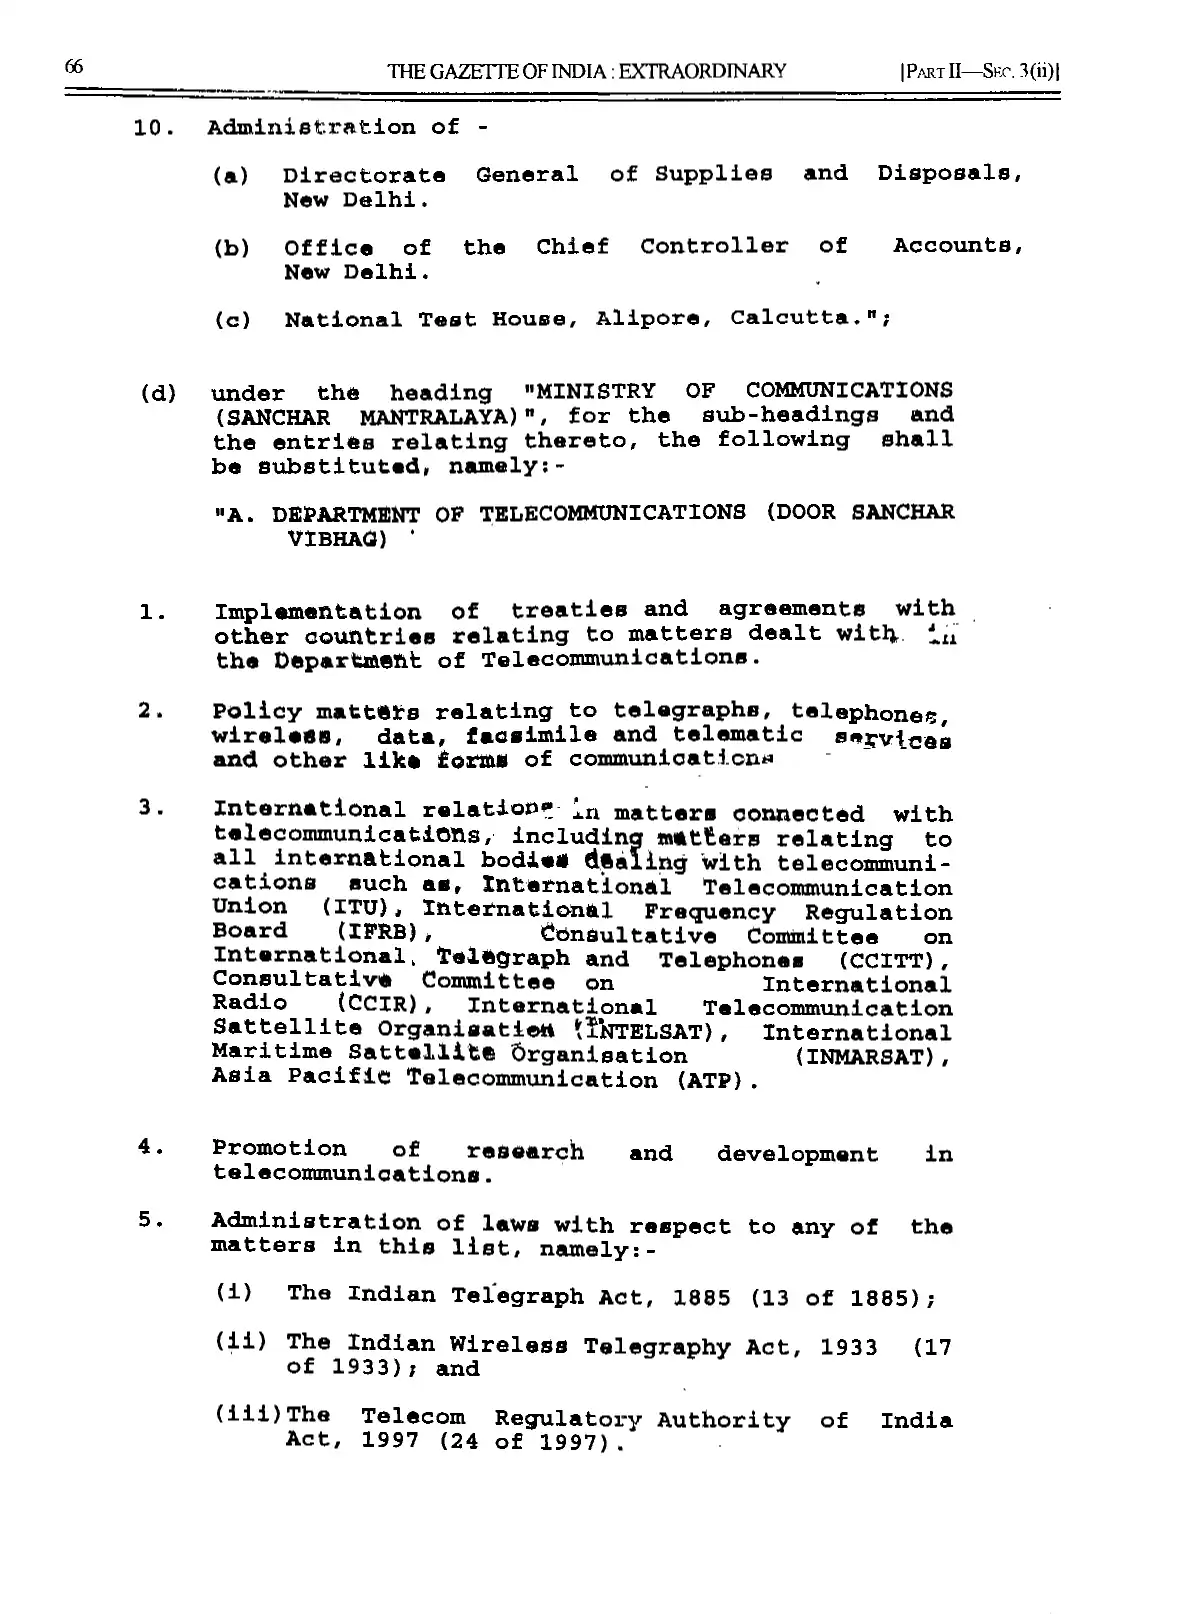 66 THE GAZETTE OF INDIA : EXTRAORDINARY [PART II—SEC. 3(ii)]
10. Administration of -
(a) Directorate General of Supplies and Disposals,
New Delhi.
(b) Office of the Chief Controller of Accounts,
New Delhi.
(c) National Test House, Alipore, Calcutta.";
(d) under the heading "MINISTRY OF COMMUNICATIONS
(SANCHAR MANTRALAYA)", for the sub-headings and
the entries relating thereto, the following shall
be substituted, namely:-
"A. DEPARTMENT OF TELECOMMUNICATIONS (DOOR SANCHAR
VIBHAG)
1. Implementation of treaties and agreements with
other countries relating to matters dealt with in
the Department of Telecommunications.
2. Policy matters relating to telegraphs, telephones,
wireless, data, facsimile and telematic services
and other like forms of communications
3. International relations in matters connected with
telecommunications, including matters relating to
all international bodies dealing with telecommuni-
cations such as, International Telecommunication
Union (ITU), International Frequency Regulation
Board (IFRB), Consultative Committee on
International, Telegraph and Telephones (CCITT),
Consultative Committee on International
Radio (CCIR), International Telecommunication
Sattellite Organisation (INTELSAT), International
Maritime Sattellite Organisation (INMARSAT),
Asia Pacific Telecommunication (ATP).
4. Promotion of research and development in
telecommunications.
5. Administration of laws with respect to any of the
matters in this list, namely:-
(i) The Indian Telegraph Act, 1885 (13 of 1885);
(ii) The Indian Wireless Telegraphy Act, 1933 (17
of 1933); and
(iii) The Telecom Regulatory Authority of India
Act, 1997 (24 of 1997).